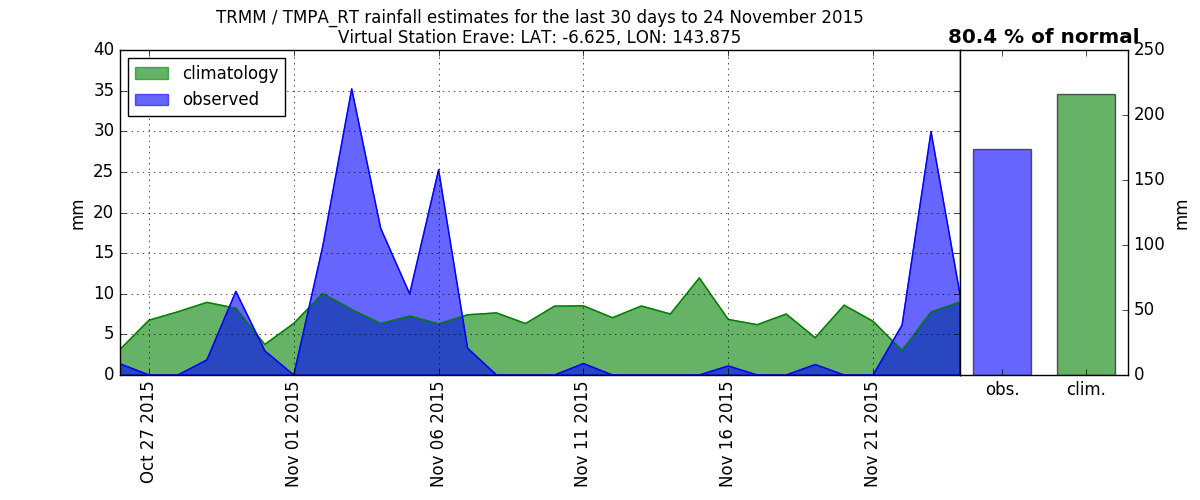 TRMM / TMPA_RT rainfall estimates for the last 30 days to 24 November 2015
Virtual Station Erave: LAT: -6.625, LON: 143.875
80.4 % of normal
climatology
observed
40
35
30
25
20
15
10
5
0
mm
Oct 27 2015
Nov 01 2015
Nov 06 2015
Nov 11 2015
Nov 16 2015
Nov 21 2015
250
200
150
100
50
0
mm
obs.
clim.